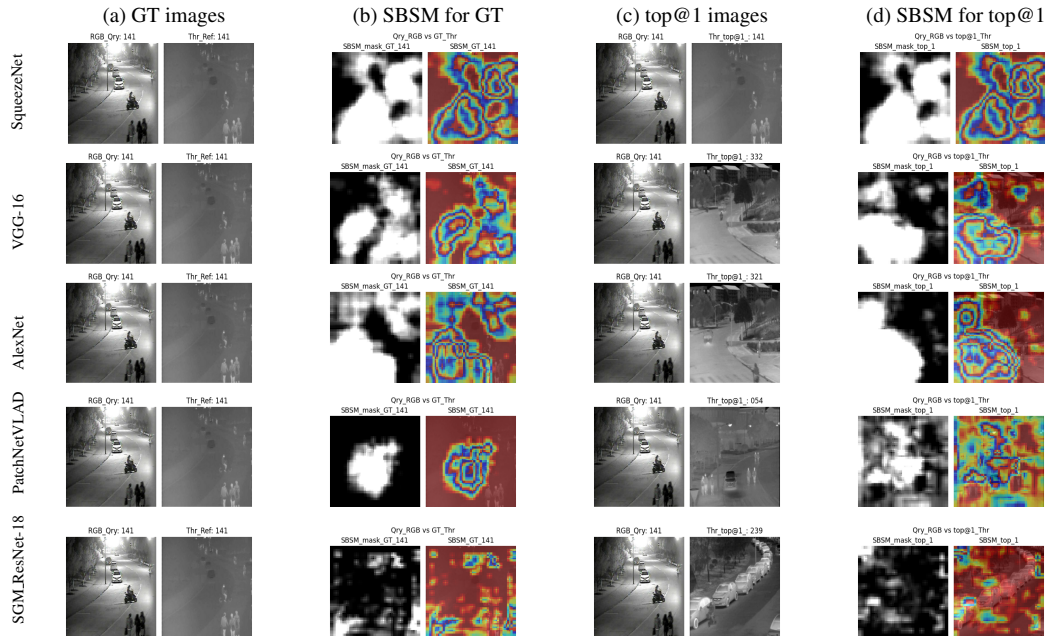 (a) GT images (b) SBSM for GT (c) top@1 images (d) SBSM for top@1
SqueezeNet
RGB_Qry: 141 Thr_Ref: 141
Qry_RGB vs GT_Thr
SBSM_mask_GT_141 SBSM_GT_141
RGB_Qry: 141 Thr_top@1_: 141
Qry_RGB vs top@1_Thr
SBSM_mask_top_1 SBSM_top_1
VGG-16
RGB_Qry: 141 Thr_Ref: 141
Qry_RGB vs GT_Thr
SBSM_mask_GT_141 SBSM_GT_141
RGB_Qry: 141 Thr_top@1_: 332
Qry_RGB vs top@1_Thr
SBSM_mask_top_1 SBSM_top_1
AlexNet
RGB_Qry: 141 Thr_Ref: 141
Qry_RGB vs GT_Thr
SBSM_mask_GT_141 SBSM_GT_141
RGB_Qry: 141 Thr_top@1_: 321
Qry_RGB vs top@1_Thr
SBSM_mask_top_1 SBSM_top_1
PatchNetVLAD
RGB_Qry: 141 Thr_Ref: 141
Qry_RGB vs GT_Thr
SBSM_mask_GT_141 SBSM_GT_141
RGB_Qry: 141 Thr_top@1_: 054
Qry_RGB vs top@1_Thr
SBSM_mask_top_1 SBSM_top_1
SGM_ResNet-18
RGB_Qry: 141 Thr_Ref: 141
Qry_RGB vs GT_Thr
SBSM_mask_GT_141 SBSM_GT_141
RGB_Qry: 141 Thr_top@1_: 239
Qry_RGB vs top@1_Thr
SBSM_mask_top_1 SBSM_top_1